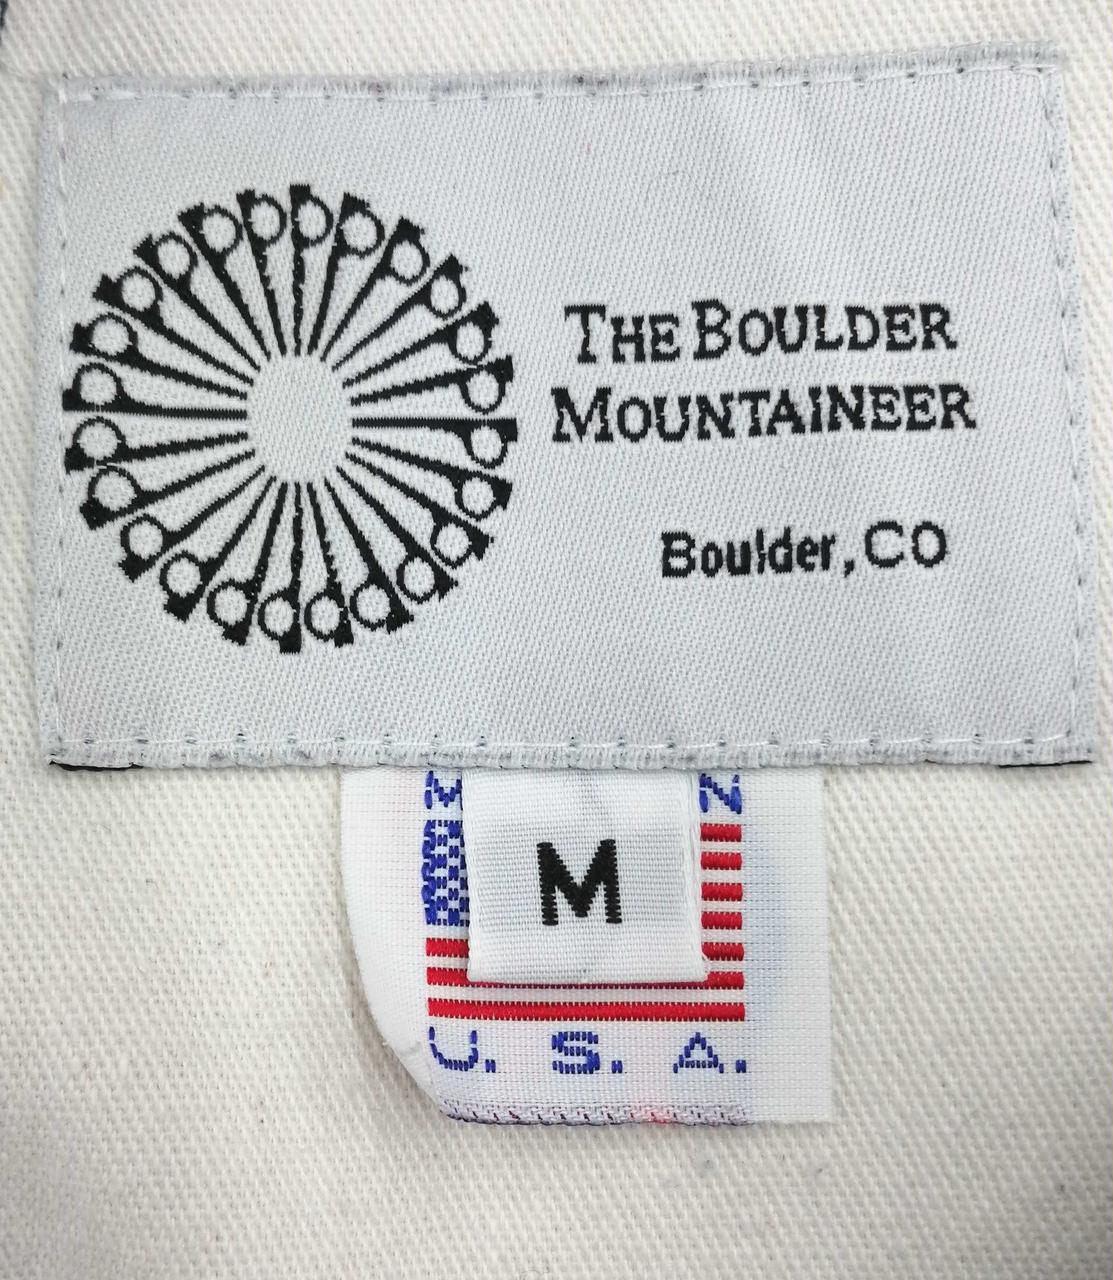 THE BOULDER
MOUNTAINEER
Boulder, CO
M N
M
U. S. A.